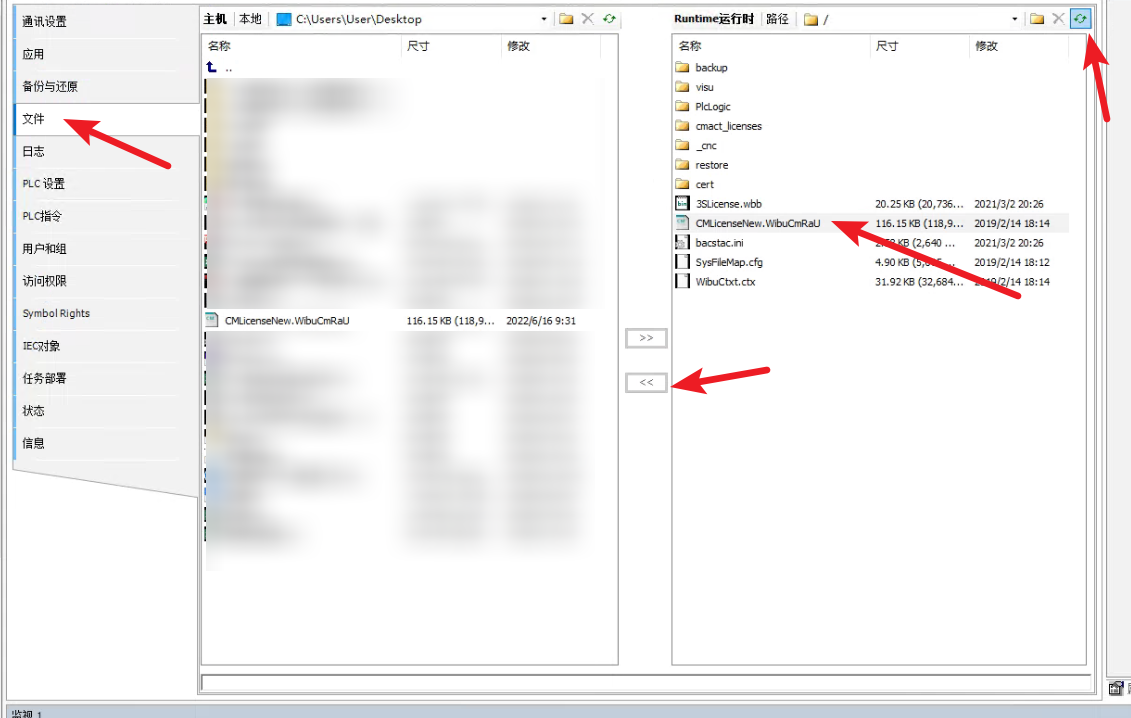 通讯设置
应用
备份与还原
文件
日志
PLC 设置
PLC指令
用户和组
访问权限
Symbol Rights
IEC对象
任务部署
状态
信息
主机 本地 C:\Users\User\Desktop
名称 尺寸 修改
..
CMLicenseNew.WibuCmRaU 116.15 KB (118,9... 2022/6/16 9:31
>>
<<
Runtime运行时 路径 /
名称 尺寸 修改
backup
visu
PlcLogic
cmact_licenses
_cnc
restore
cert
3SLicense.wbb 20.25 KB (20,736... 2021/3/2 20:26
CMLicenseNew.WibuCmRaU 116.15 KB (118,9... 2019/2/14 18:14
bacstac.ini KB (2,640 ... 2021/3/2 20:26
SysFileMap.cfg 4.90 KB 2019/2/14 18:12
WibuCtxt.ctx 31.92 KB (32,684... 2019/2/14 18:14
监视 1